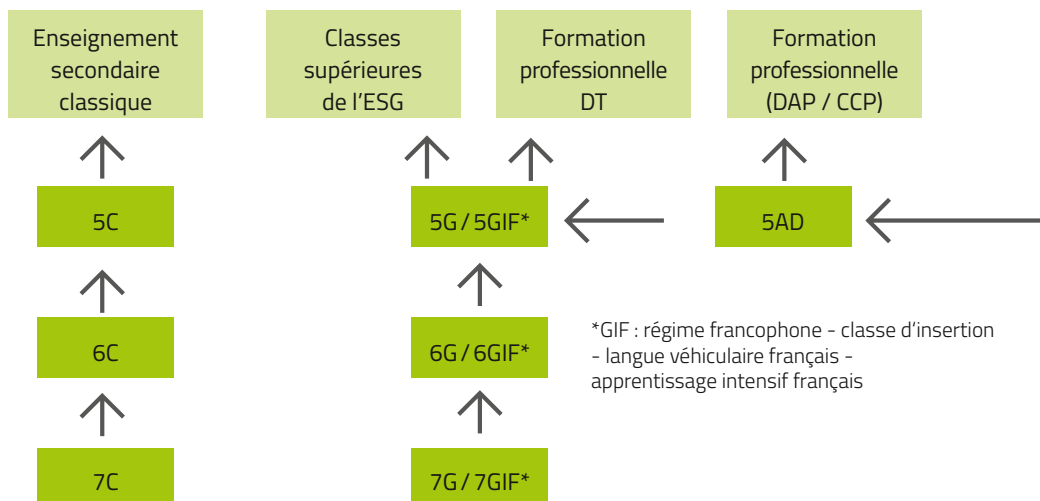 Enseignement
secondaire
classique
Classes
supérieures
de l'ESG
Formation
professionnelle
DT
Formation
professionnelle
(DAP / CCP)
5C
5G / 5GIF*
5AD
6C
6G / 6GIF*
*GIF : régime francophone - classe d'insertion
- langue véhiculaire français -
apprentissage intensif français
7C
7G / 7GIF*